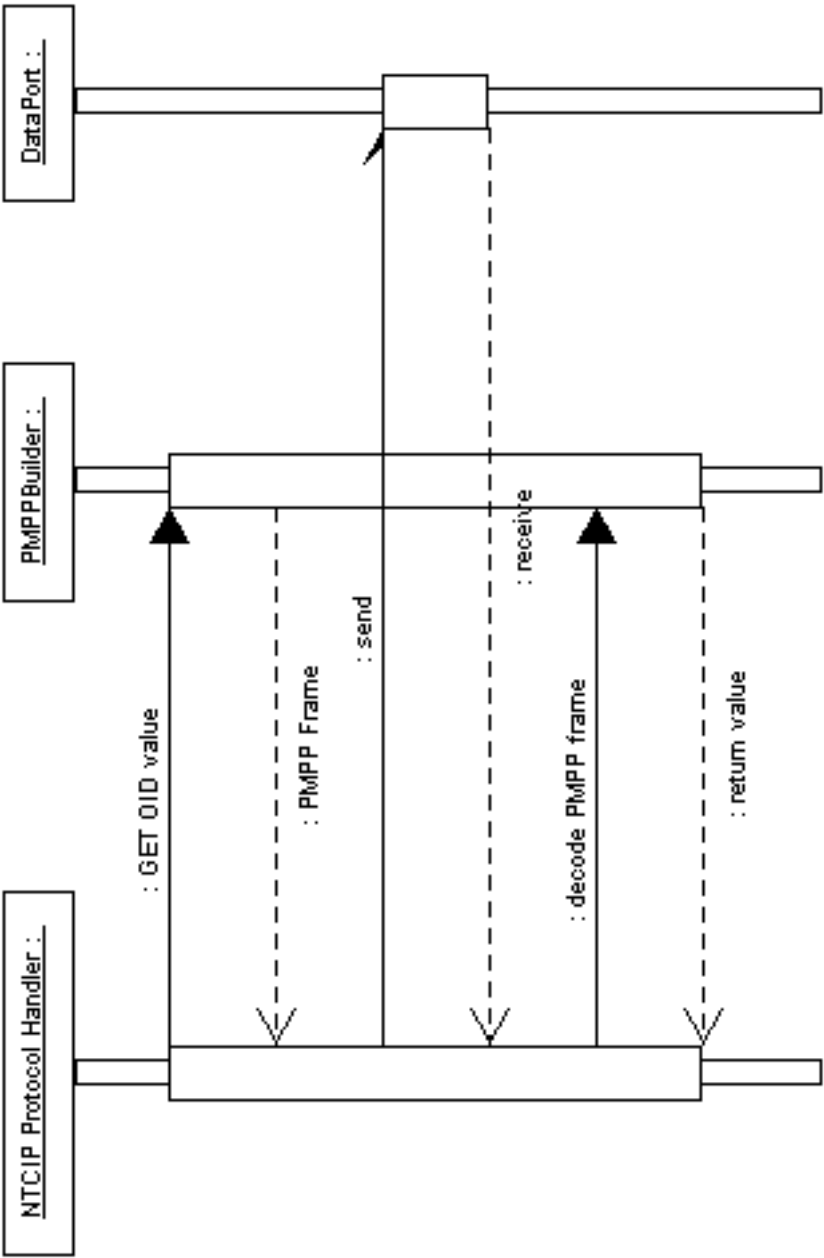 NTCIP Protocol Handler :
PMPPBuilder :
DataPort :
: GET OID value
: PMPP Frame
: send
: receive
: decode PMPP frame
: return value